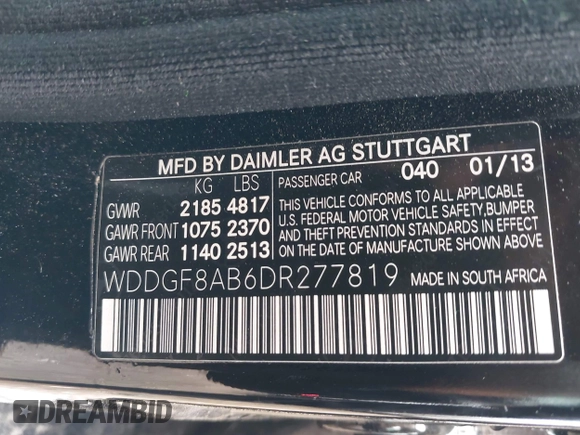 MFD BY DAIMLER AG STUTTGART
KG LBS
GVWR 2185 4817
GAWR FRONT 1075 2370
GAWR REAR 1140 2513
PASSENGER CAR 040 01/13
THIS VEHICLE CONFORMS TO ALL APPLICABLE
U.S. FEDERAL MOTOR VEHICLE SAFETY, BUMPER
AND THEFT PREVENTION STANDARDS IN EFFECT
ON THE DATE OF MANUFACTURE SHOWN ABOVE.
WDDGF8AB6DR277819 MADE IN SOUTH AFRICA
DREAMBID